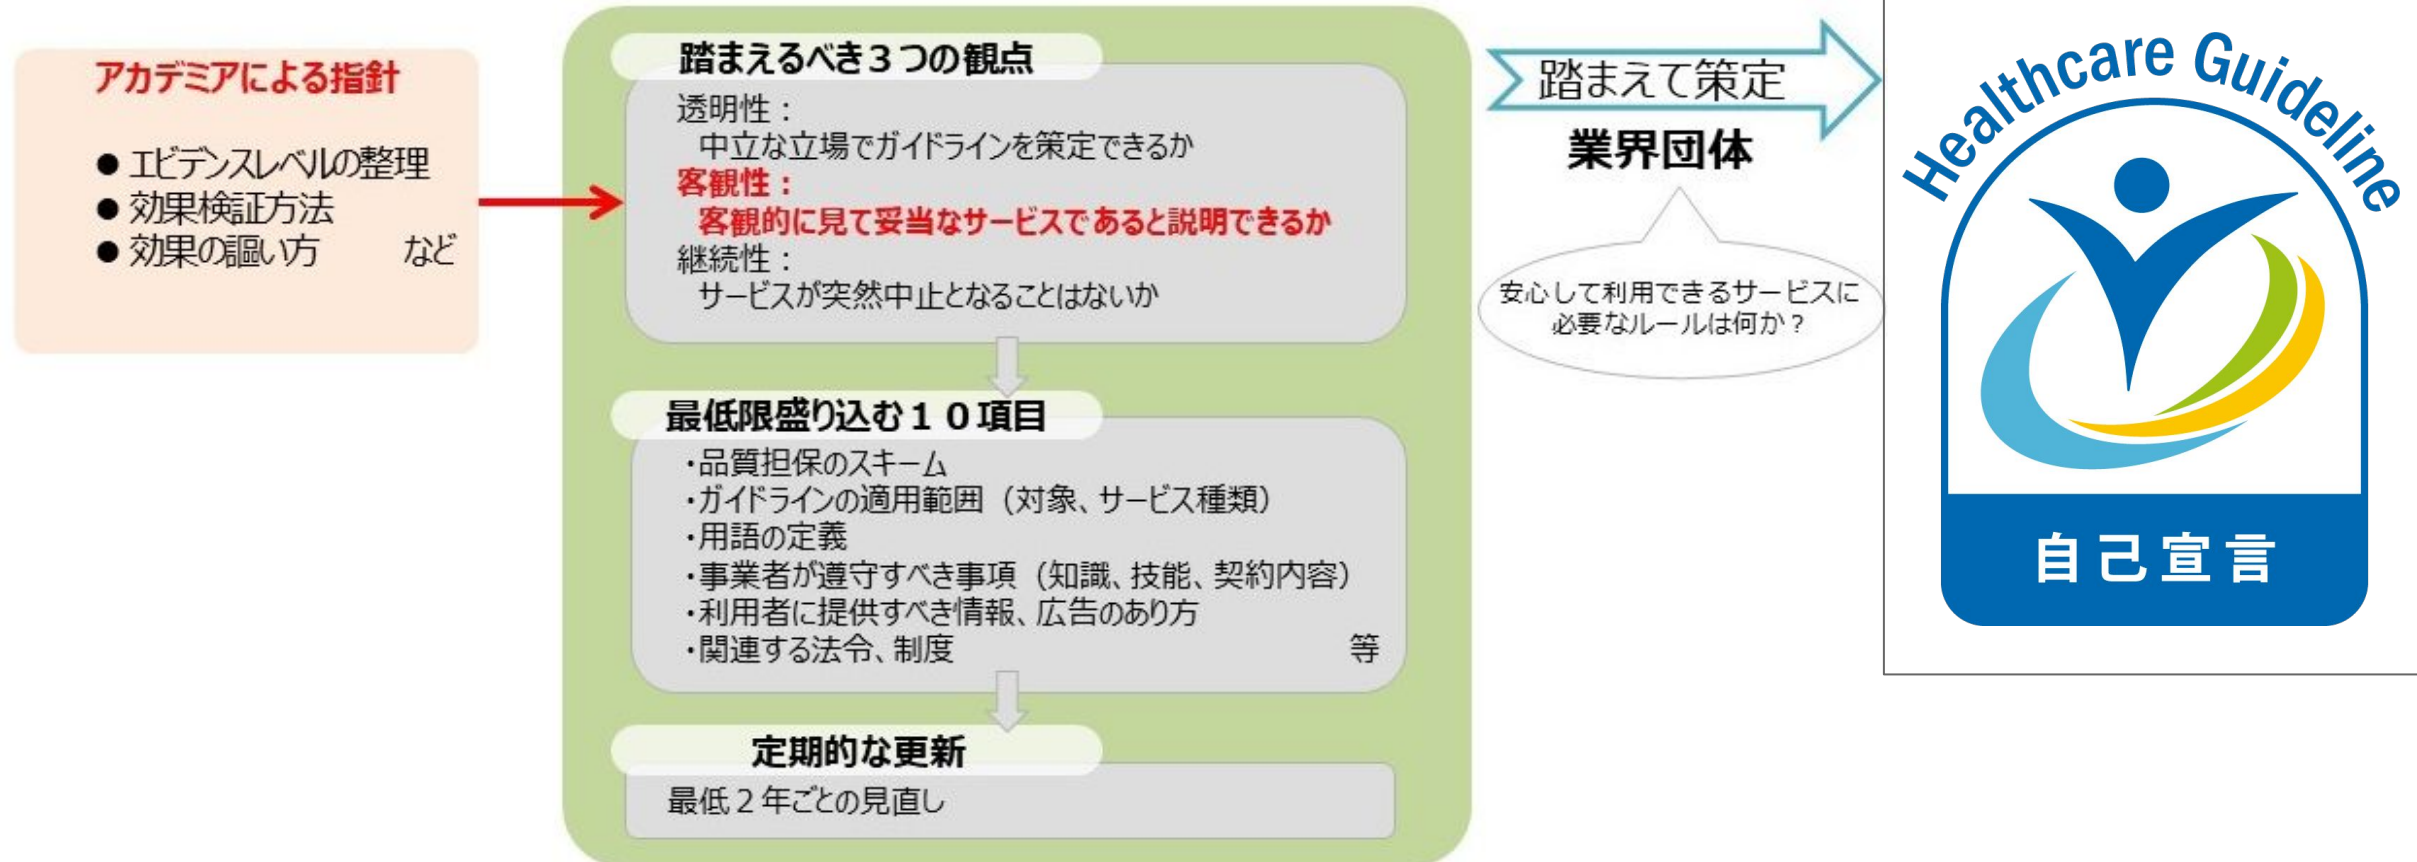 アカデミアによる指針
● エビデンスレベルの整理
● 効果検証方法
● 効果の謳い方 など
踏まえるべき３つの観点
透明性：
中立な立場でガイドラインを策定できるか
客観性：
客観的に見て妥当なサービスであると説明できるか
継続性：
サービスが突然中止となることはないか
最低限盛り込む１０項目
・品質担保のスキーム
・ガイドラインの適用範囲（対象、サービス種類）
・用語の定義
・事業者が遵守すべき事項（知識、技能、契約内容）
・利用者に提供すべき情報、広告のあり方
・関連する法令、制度 等
定期的な更新
最低２年ごとの見直し
踏まえて策定
業界団体
安心して利用できるサービスに
必要なルールは何か？
Healthcare Guideline
自己宣言